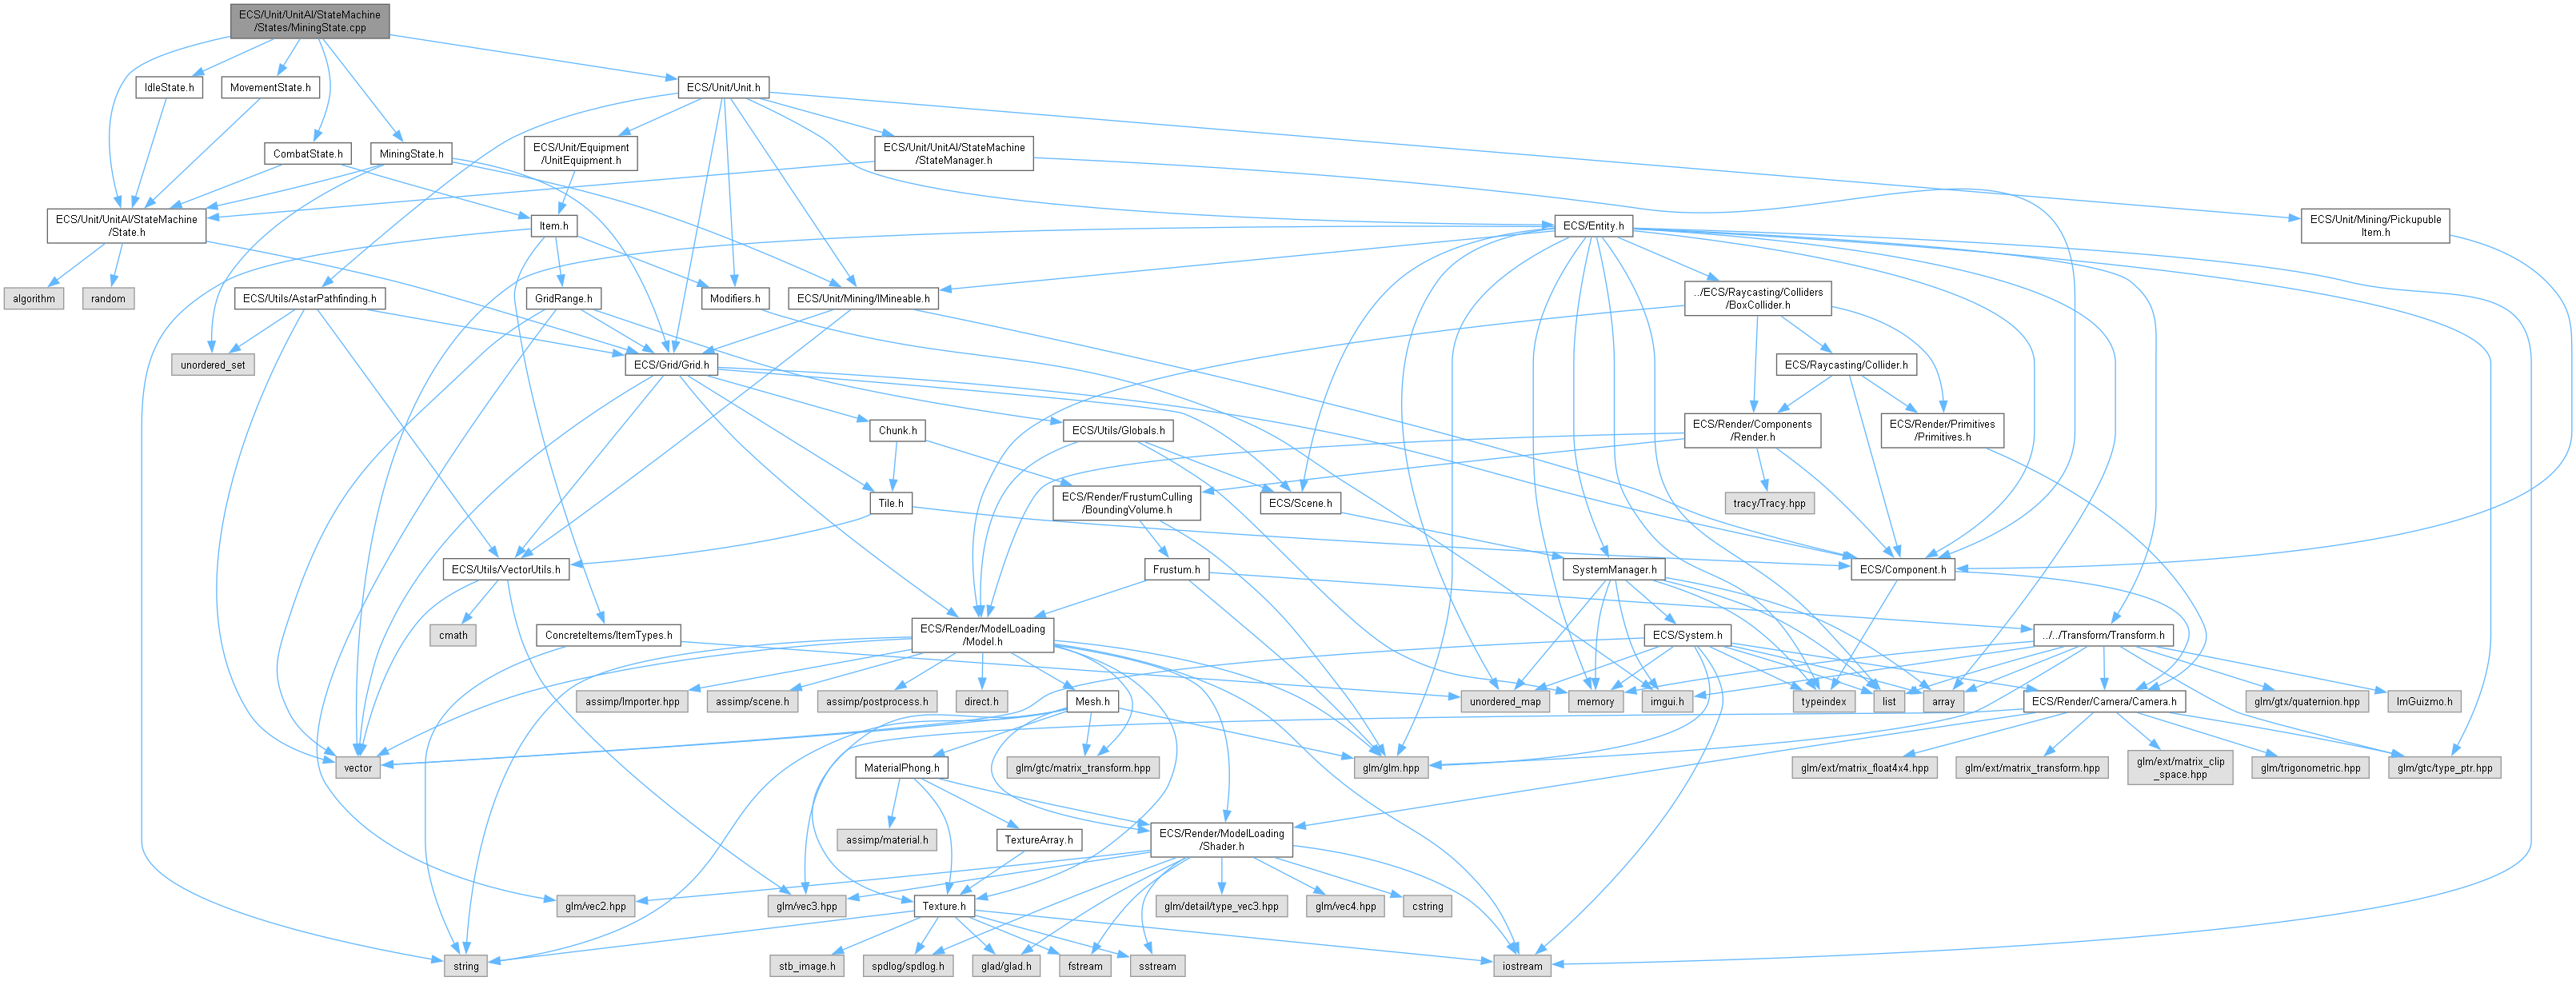 ECS/Unit/UnitAI/StateMachine
/States/MiningState.cpp
IdleState.h
MovementState.h
ECS/Unit/Unit.h
CombatState.h
MiningState.h
ECS/Unit/Equipment
/UnitEquipment.h
ECS/Unit/UnitAI/StateMachine
/StateManager.h
ECS/Unit/UnitAI/StateMachine
/State.h
Item.h
ECS/Entity.h
ECS/Unit/Mining/Pickupuble
Item.h
algorithm
random
ECS/Utils/AstarPathfinding.h
GridRange.h
Modifiers.h
ECS/Unit/Mining/IMineable.h
../ECS/Raycasting/Colliders
/BoxCollider.h
unordered_set
ECS/Grid/Grid.h
ECS/Raycasting/Collider.h
Chunk.h
ECS/Utils/Globals.h
ECS/Render/Components
/Render.h
ECS/Render/Primitives
/Primitives.h
Tile.h
ECS/Render/FrustumCulling
/BoundingVolume.h
ECS/Scene.h
tracy/Tracy.hpp
ECS/Utils/VectorUtils.h
Frustum.h
SystemManager.h
ECS/Component.h
cmath
ConcreteItems/ItemTypes.h
ECS/Render/ModelLoading
/Model.h
ECS/System.h
../../Transform/Transform.h
assimp/Importer.hpp
assimp/scene.h
assimp/postprocess.h
direct.h
Mesh.h
unordered_map
memory
imgui.h
typeindex
list
array
ECS/Render/Camera/Camera.h
glm/gtx/quaternion.hpp
ImGuizmo.h
vector
MaterialPhong.h
glm/gtc/matrix_transform.hpp
glm/glm.hpp
glm/ext/matrix_float4x4.hpp
glm/ext/matrix_transform.hpp
glm/ext/matrix_clip
_space.hpp
glm/trigonometric.hpp
glm/gtc/type_ptr.hpp
assimp/material.h
TextureArray.h
ECS/Render/ModelLoading
/Shader.h
glm/vec2.hpp
glm/vec3.hpp
Texture.h
glm/detail/type_vec3.hpp
glm/vec4.hpp
cstring
string
stb_image.h
spdlog/spdlog.h
glad/glad.h
fstream
sstream
iostream